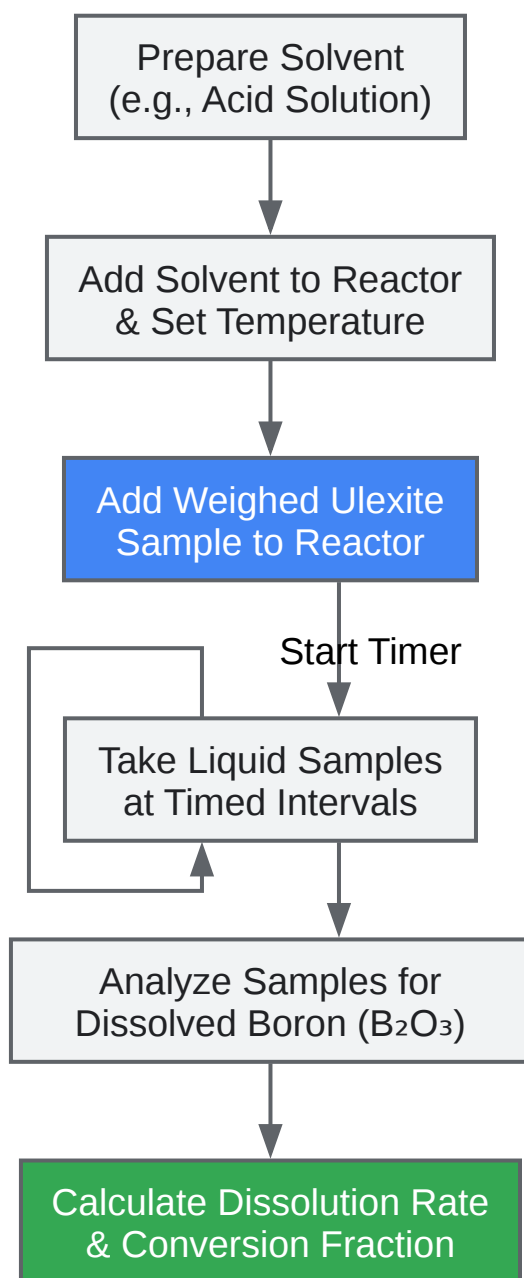 Prepare Solvent
(e.g., Acid Solution)
Add Solvent to Reactor
& Set Temperature
Add Weighed Ulexite
Sample to Reactor
Start Timer
Take Liquid Samples
at Timed Intervals
Analyze Samples for
Dissolved Boron (B₂O₃)
Calculate Dissolution Rate
& Conversion Fraction